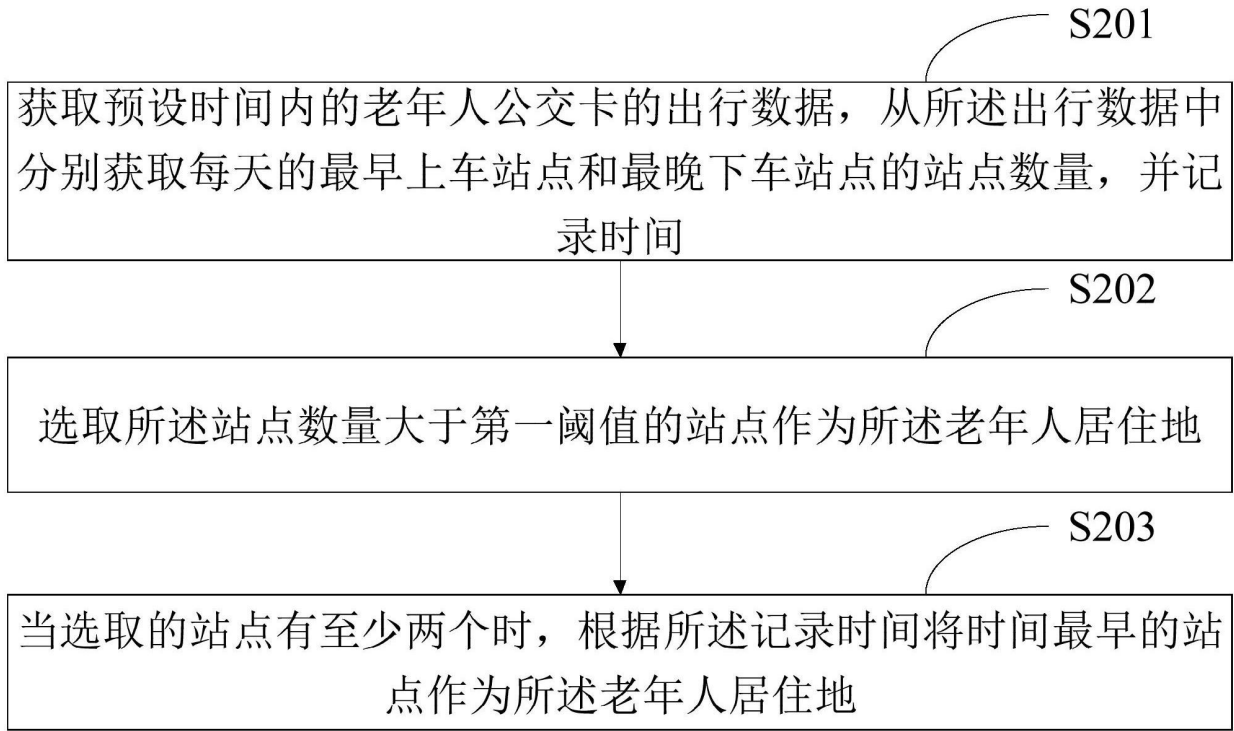 S201
获取预设时间内的老年人公交卡的出行数据，从所述出行数据中
分别获取每天的最早上车站点和最晚下车站点的站点数量，并记
录时间
S202
选取所述站点数量大于第一阈值的站点作为所述老年人居住地
S203
当选取的站点有至少两个时，根据所述记录时间将时间最早的站
点作为所述老年人居住地